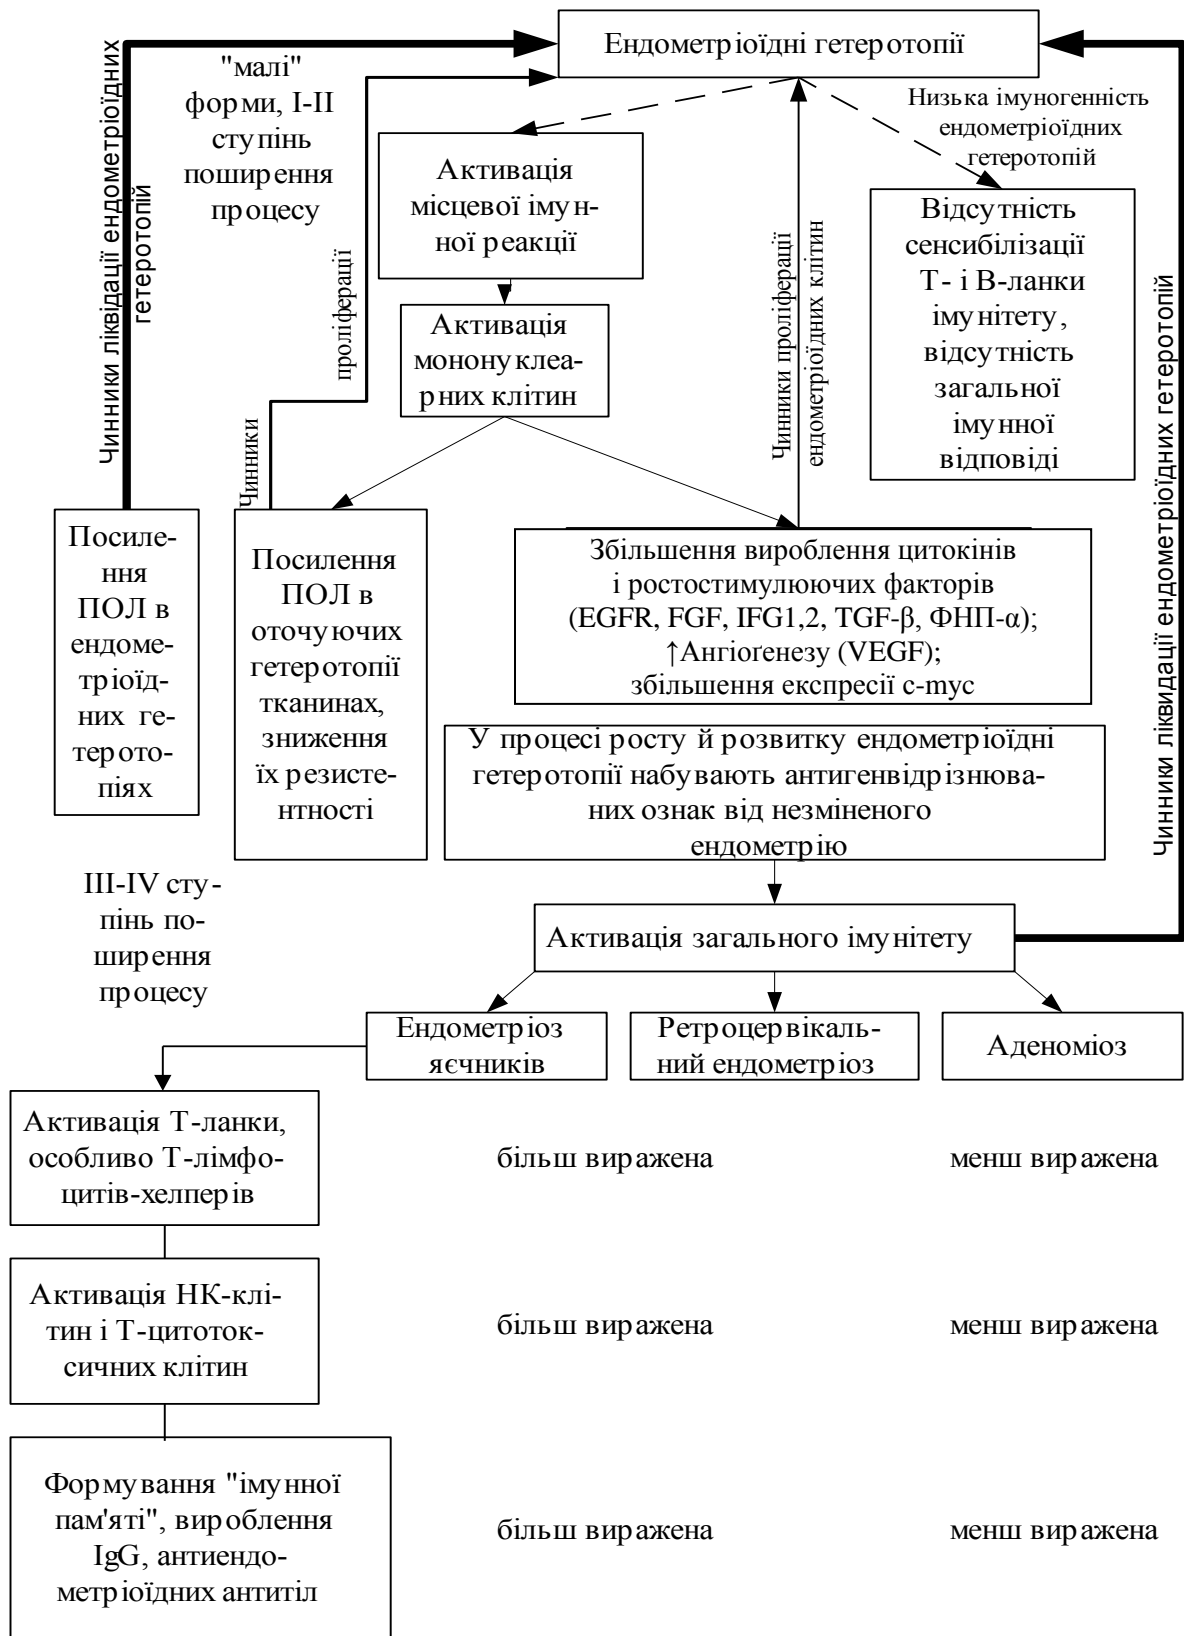 Ендометріоїдні гетеротопії
Чинники ліквідації ендометріоїдних
гетеротопій
"малі"
форми, І-ІІ
ступінь
поширення
процесу
Чинники
проліферації
Активація
місцевої імун-
ної реакції
Активація
мононуклеа-
рних клітин
Чинники проліферації
ендометріоїдних клітин
Низька імуногенність
ендометріоїдних
гетеротопій
Відсутність
сенсибілізації
Т- і В-ланки
імунітету,
відсутність
загальної
імунної
відповіді
Чинники ліквидації ендометріоїдних гетеротопій
Посиле-
ння
ПОЛ в
ендоме-
тріоїд-
них ге-
терото-
піях
Посилення
ПОЛ в
оточуючих
гетеротопії
тканинах,
зниження
їх резисте-
нтності
Збільшення вироблення цитокінів
і ростостимулюючих факторів
(EGFR, FGF, IFG1,2, TGF-β, ФНП-α);
↑Ангіоґенезу (VEGF);
збільшення експресії c-myc
У процесі росту й розвитку ендометріоїдні
гетеротопії набувають антигенвідрізнюва-
них ознак від незміненого
ендометрію
ІІІ-IV сту-
пінь по-
ширення
процесу
Активація загального імунітету
Ендометріоз
яєчників
Ретроцервікаль-
ний ендометріоз
Аденоміоз
Активація Т-ланки,
особливо Т-лімфо-
цитів-хелперів
більш виражена
менш виражена
Активація НК-клі-
тин і Т-цитоток-
сичних клітин
більш виражена
менш виражена
Формування "імунної
пам'яті", вироблення
IgG, антиендо-
метріоїдних антитіл
більш виражена
менш виражена